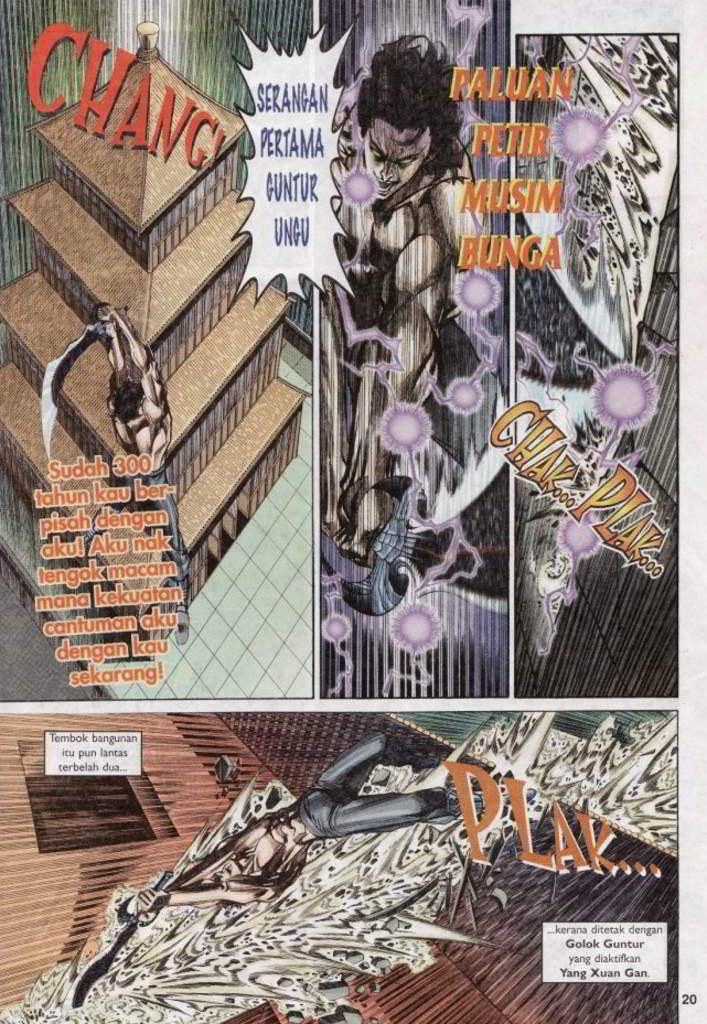 CHANG!
SERANGAN
PERTAMA
GUNTUR
UNGU
PALUAN
PETIR
MUSIM
BUNGA
Sudah 300
tahun kau ber-
pisah dengan
aku! Aku nak
tengok macam
mana kekuatan
cantuman aku
dengan kau
sekarang!
CHAK... PLAK...
Tembok bangunan
itu pun lantas
terbelah dua...
PLAK...
...kerana ditetak dengan
Golok Guntur
yang diaktifkan
Yang Xuan Gan.
20